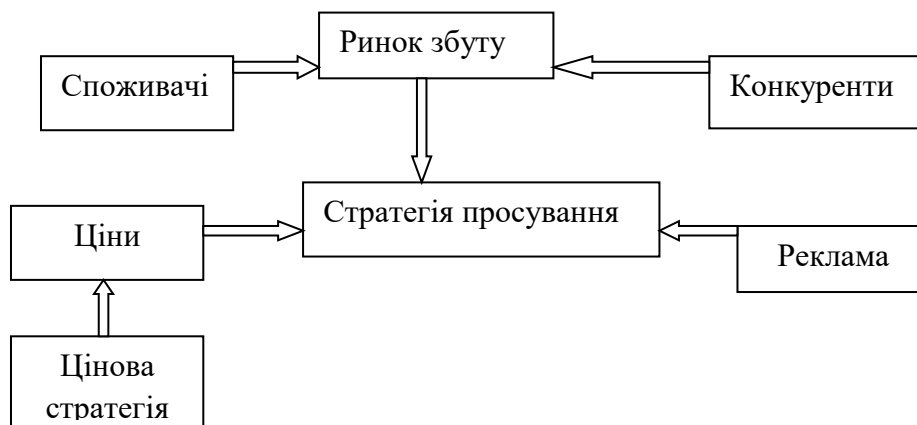 Ринок збуту
Споживачі
Конкуренти
Стратегія просування
Ціни
Реклама
Цінова
стратегія